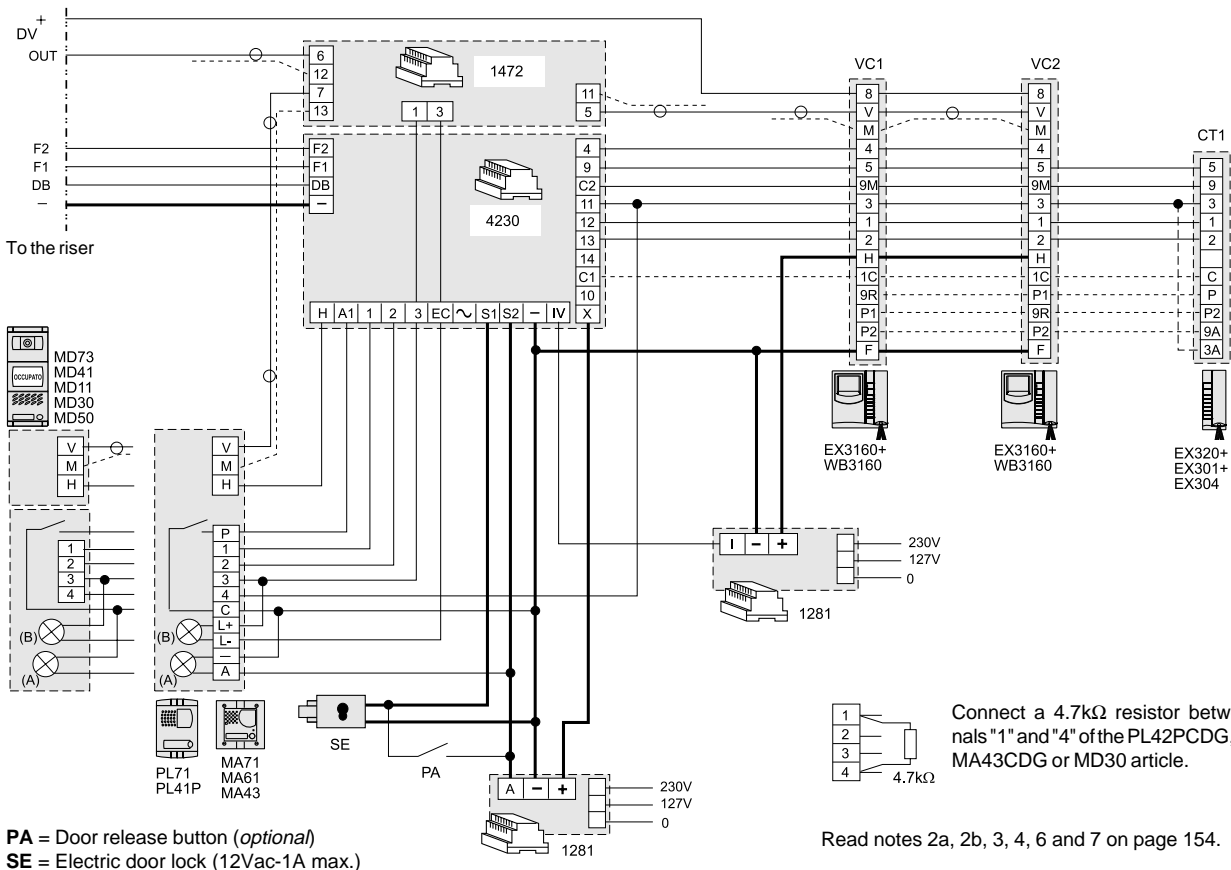 +
DV
OUT
F2
F1
DB
–
To the riser
6
12
7
13
1472
1 3
11
5
F2
F1
DB
–
4230
4
9
C2
11
12
13
14
C1
10
X
H A1 1 2 3 EC ~ S1 S2 – IV
VC1
8
V
M
4
5
9M
3
1
2
H
1C
9R
P1
P2
F
EX3160+
WB3160
VC2
8
V
M
4
5
9M
3
1
2
H
1C
P1
9R
P2
F
EX3160+
WB3160
CT1
5
9
3
1
2
C
P
P2
9A
3A
EX320+
EX301+
EX304
OCCUPATO
MD73
MD41
MD11
MD30
MD50
V
M
H
1
2
3
4
(B)
(A)
V
M
H
P
1
2
3
4
C
L+
L-
–
A
(B)
(A)
PL71
PL41P
MA71
MA61
MA43
SE
PA
I – +
230V
127V
0
1281
A – +
230V
127V
0
1281
1
2
3
4
4.7kΩ
Connect a 4.7kΩ resistor betw
nals "1" and "4" of the PL42PCDG,
MA43CDG or MD30 article.
PA = Door release button (optional)
SE = Electric door lock (12Vac-1A max.)
Read notes 2a, 2b, 3, 4, 6 and 7 on page 154.